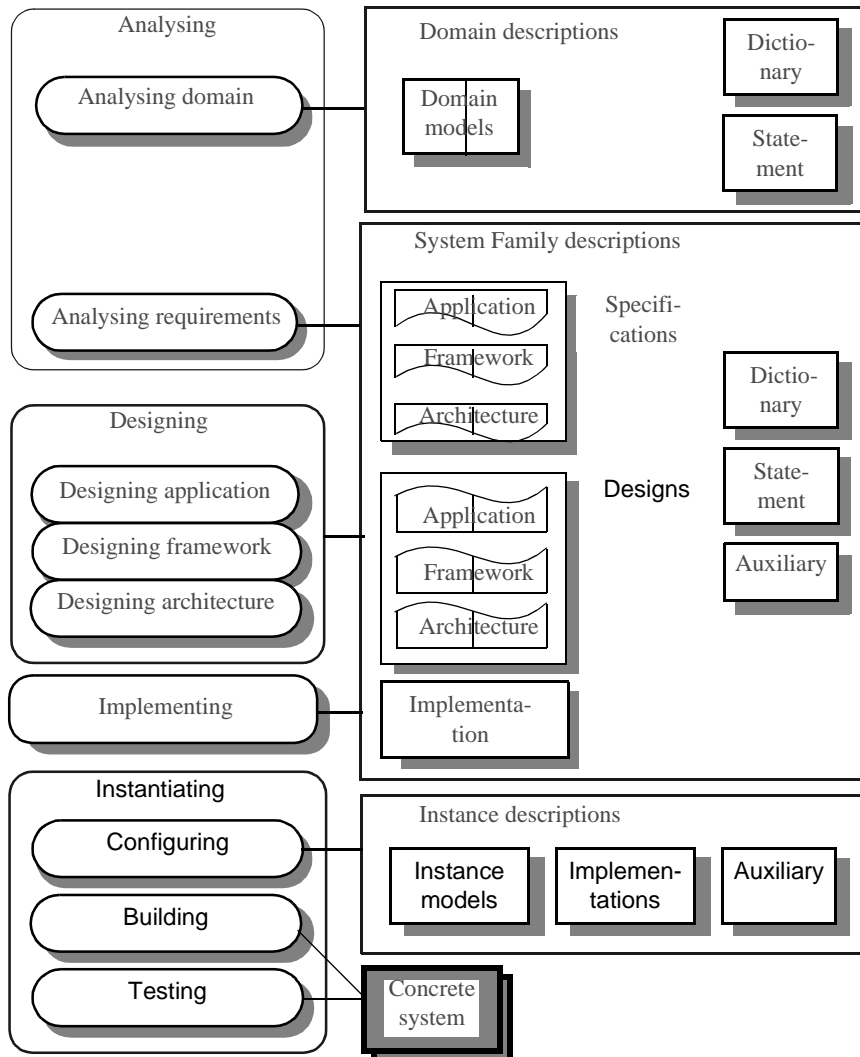 Analysing
Analysing domain
Analysing requirements
Domain descriptions
Domain
models
Dictio-
nary
State-
ment
System Family descriptions
Application
Framework
Architecture
Specifi-
cations
Dictio-
nary
State-
ment
Auxiliary
Designing
Designing application
Designing framework
Designing architecture
Application
Framework
Architecture
Designs
Implementing
Implementa-
tion
Instantiating
Configuring
Building
Testing
Instance descriptions
Instance
models
Implemen-
tations
Auxiliary
Concrete
system